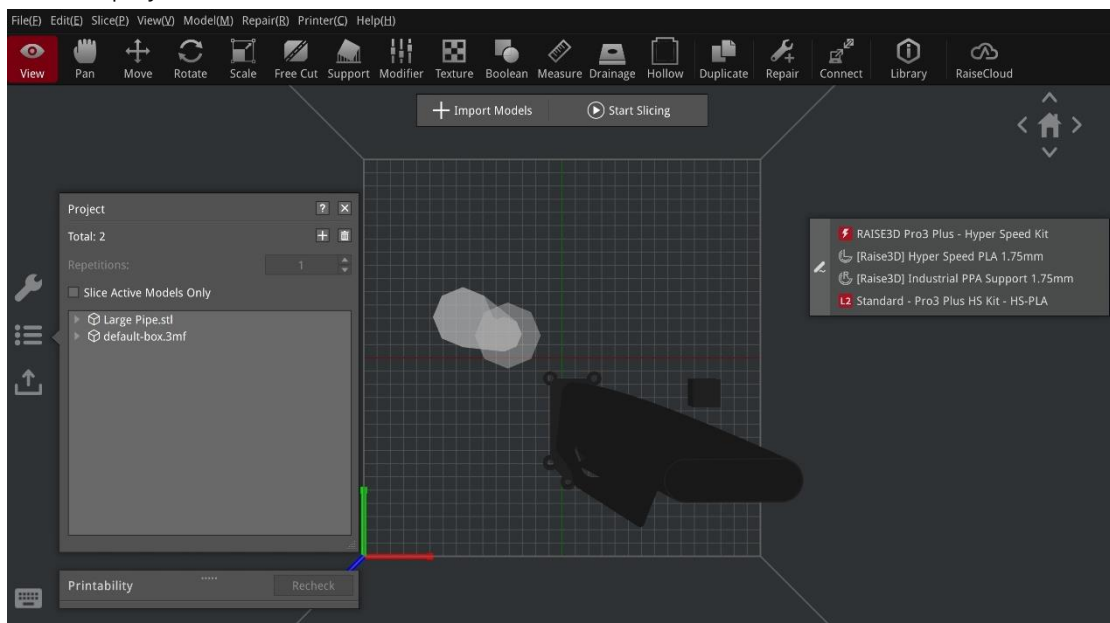 File(F) Edit(E) Slice(P) View(V) Model(M) Repair(R) Printer(C) Help(H)
View Pan Move Rotate Scale Free Cut Support Modifier Texture Boolean Measure Drainage Hollow Duplicate Repair Connect Library RaiseCloud
Import Models Start Slicing
Project ?
Total: 2
Repetitions: 1
Slice Active Models Only
Large Pipe.stl
default-box.3mf
RAISE3D Pro3 Plus - Hyper Speed Kit
[Raise3D] Hyper Speed PLA 1.75mm
[Raise3D] Industrial PPA Support 1.75mm
L2 Standard - Pro3 Plus HS Kit - HS-PLA
Printability Recheck